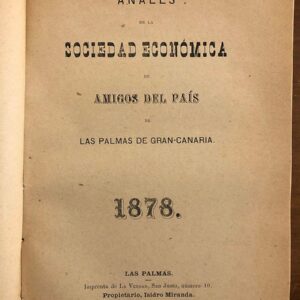 ANALES
DE LA
SOCIEDAD ECONÓMICA
DE
AMIGOS DEL PAÍS
DE
LAS PALMAS DE GRAN-CANARIA.
1878.
LAS PALMAS.
Imprenta de La Verdad, San Justo, número 10.
Propietario, Isidro Miranda.